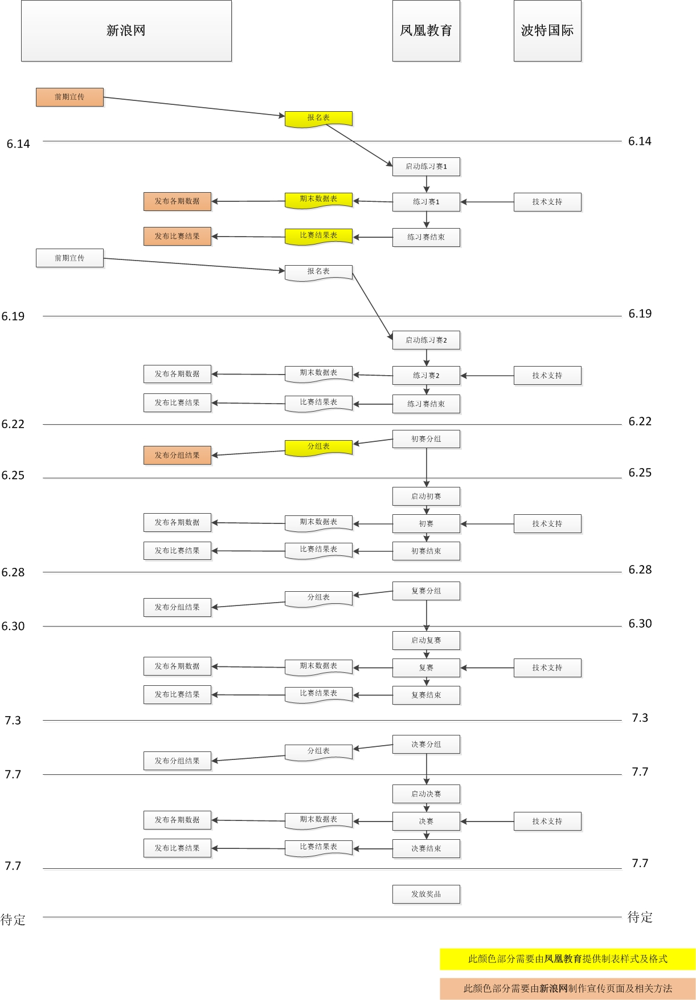 新浪网
凤凰教育
波特国际
前期宣传
报名表
6.14
6.14
启动练习赛1
发布各期数据
期末数据表
练习赛1
技术支持
发布比赛结果
比赛结果表
练习赛结束
前期宣传
报名表
6.19
6.19
启动练习赛2
发布各期数据
期末数据表
练习赛2
技术支持
发布比赛结果
比赛结果表
练习赛结束
6.22
6.22
初赛分组
分组表
发布分组结果
6.25
6.25
启动初赛
发布各期数据
期末数据表
初赛
技术支持
发布比赛结果
比赛结果表
初赛结束
6.28
6.28
复赛分组
分组表
发布分组结果
6.30
6.30
启动复赛
发布各期数据
期末数据表
复赛
技术支持
发布比赛结果
比赛结果表
复赛结束
7.3
7.3
决赛分组
分组表
发布分组结果
7.7
7.7
启动决赛
发布各期数据
期末数据表
决赛
技术支持
发布比赛结果
比赛结果表
决赛结束
7.7
7.7
发放奖品
待定
待定
此颜色部分需要由凤凰教育提供制表样式及格式
此颜色部分需要由新浪网制作宣传页面及相关方法